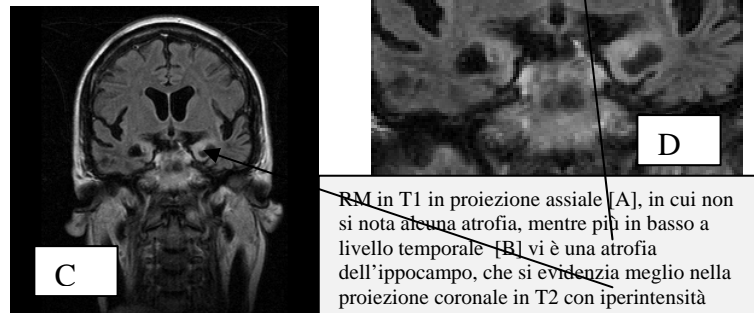 D
C
RM in T1 in proiezione assiale [A], in cui non
si nota alcuna atrofia, mentre più in basso a
livello temporale [B] vi è una atrofia
dell'ippocampo, che si evidenzia meglio nella
proiezione coronale in T2 con iperintensità